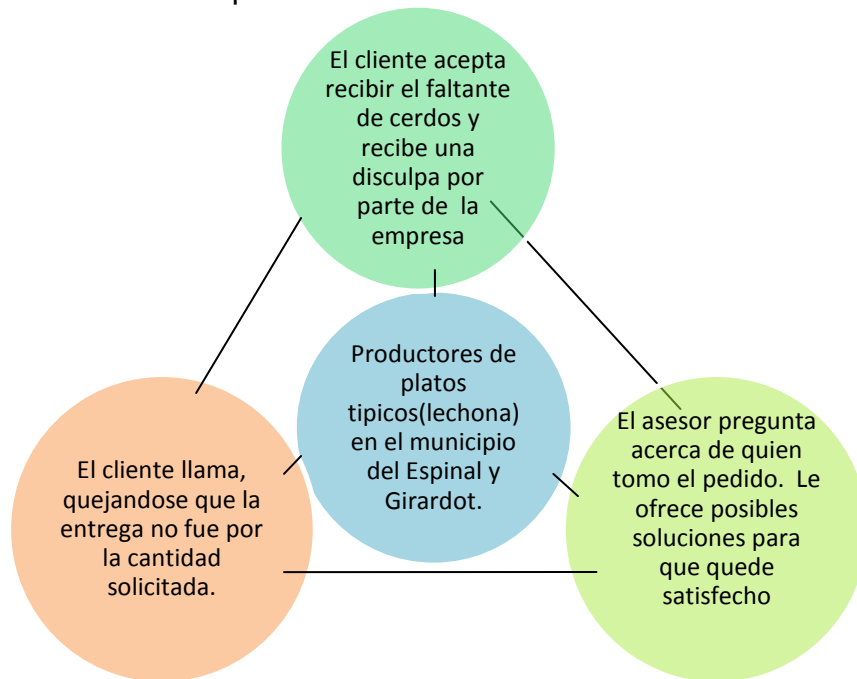 El cliente acepta
recibir el faltante
de cerdos y
recibe una
disculpa por
parte de  la
empresa
Productores de
platos
tipicos(lechona)
en el municipio
del Espinal y
Girardot.
El cliente llama,
quejandose que la
entrega no fue por
la cantidad
solicitada.
El asesor pregunta
acerca de quien
tomo el pedido.  Le
ofrece posibles
soluciones para
que quede
satisfecho